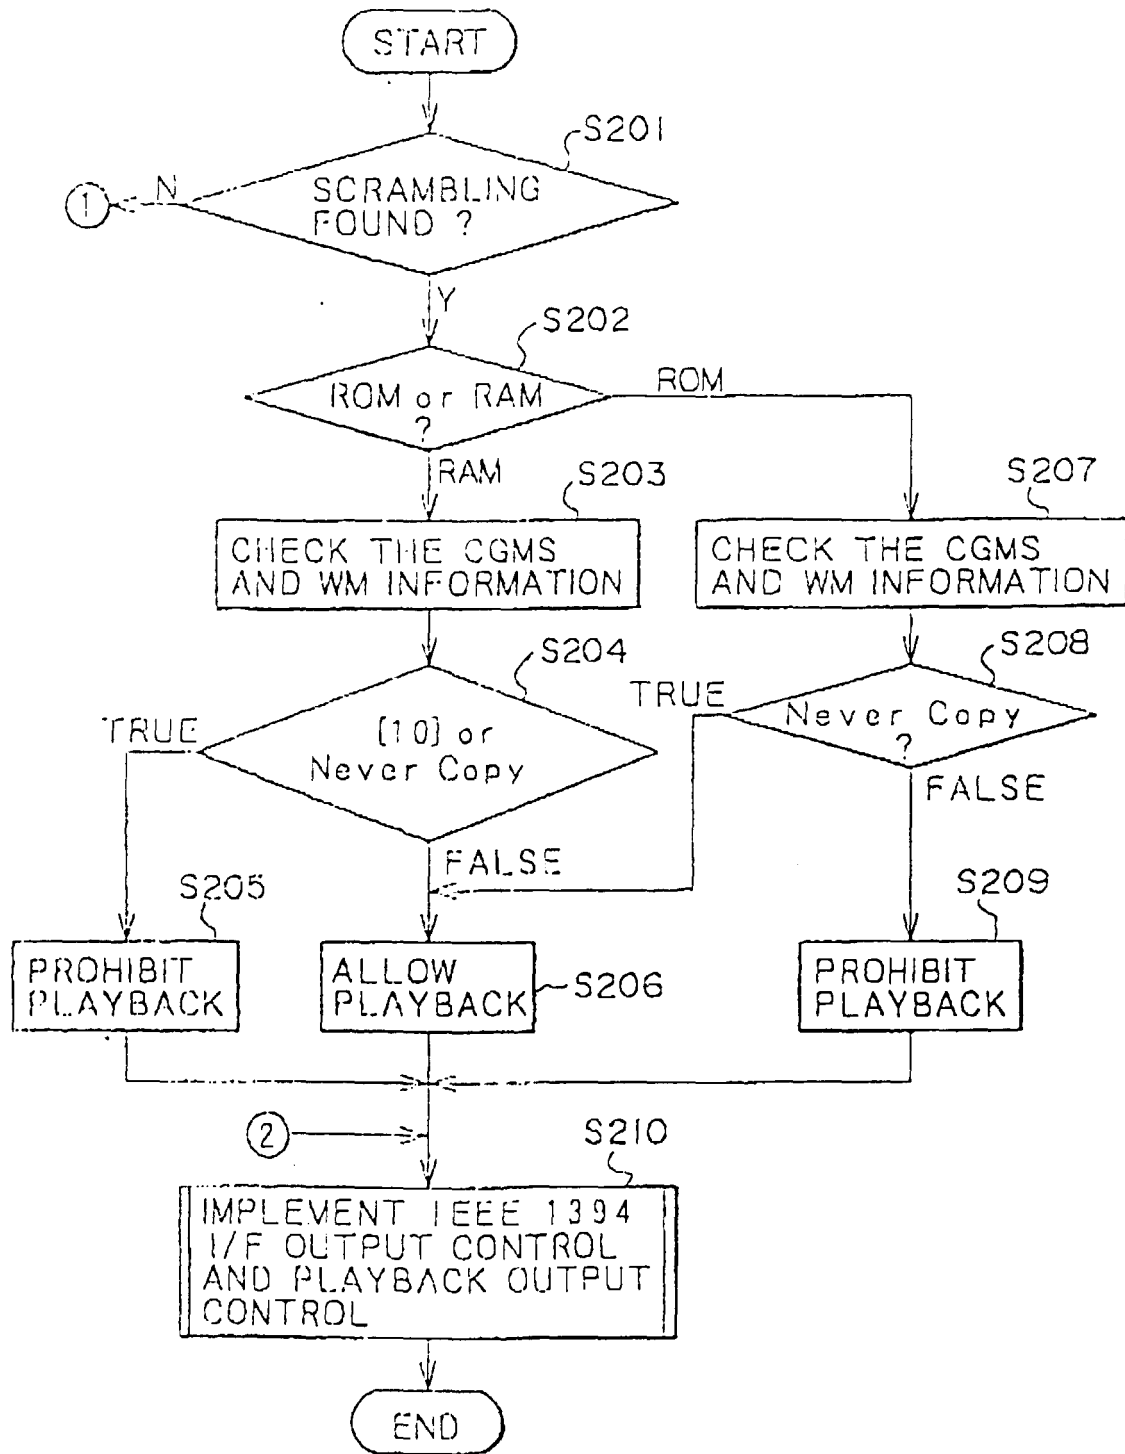 START
S201
N
1
SCRAMBLING
FOUND ?
Y
S202
ROM or RAM
?
ROM
RAM
S203
CHECK THE CGMS
AND WM INFORMATION
S207
CHECK THE CGMS
AND WM INFORMATION
S204
[10] or
Never Copy
TRUE
FALSE
S208
Never Copy
?
TRUE
FALSE
S205
PROHIBIT
PLAYBACK
ALLOW
PLAYBACK
S206
S209
PROHIBIT
PLAYBACK
2
S210
IMPLEMENT IEEE 1394
I/F OUTPUT CONTROL
AND PLAYBACK OUTPUT
CONTROL
END